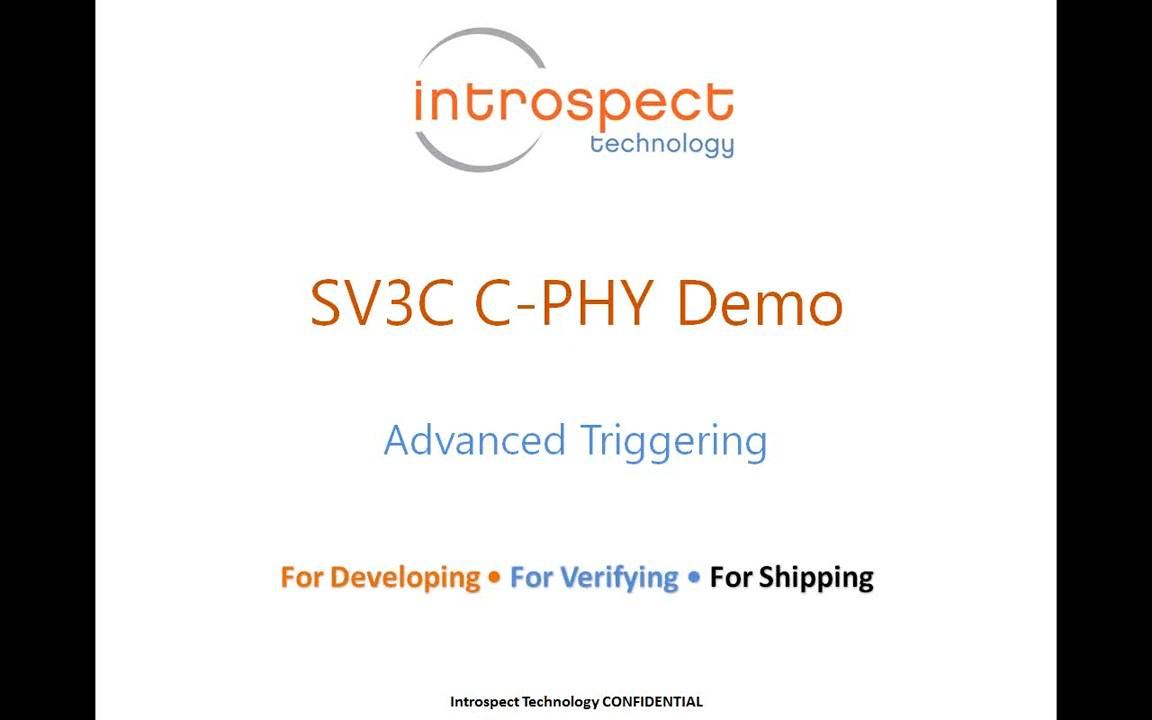 introspect
technology
SV3C C-PHY Demo
Advanced Triggering
For Developing • For Verifying • For Shipping
Introspect Technology CONFIDENTIAL